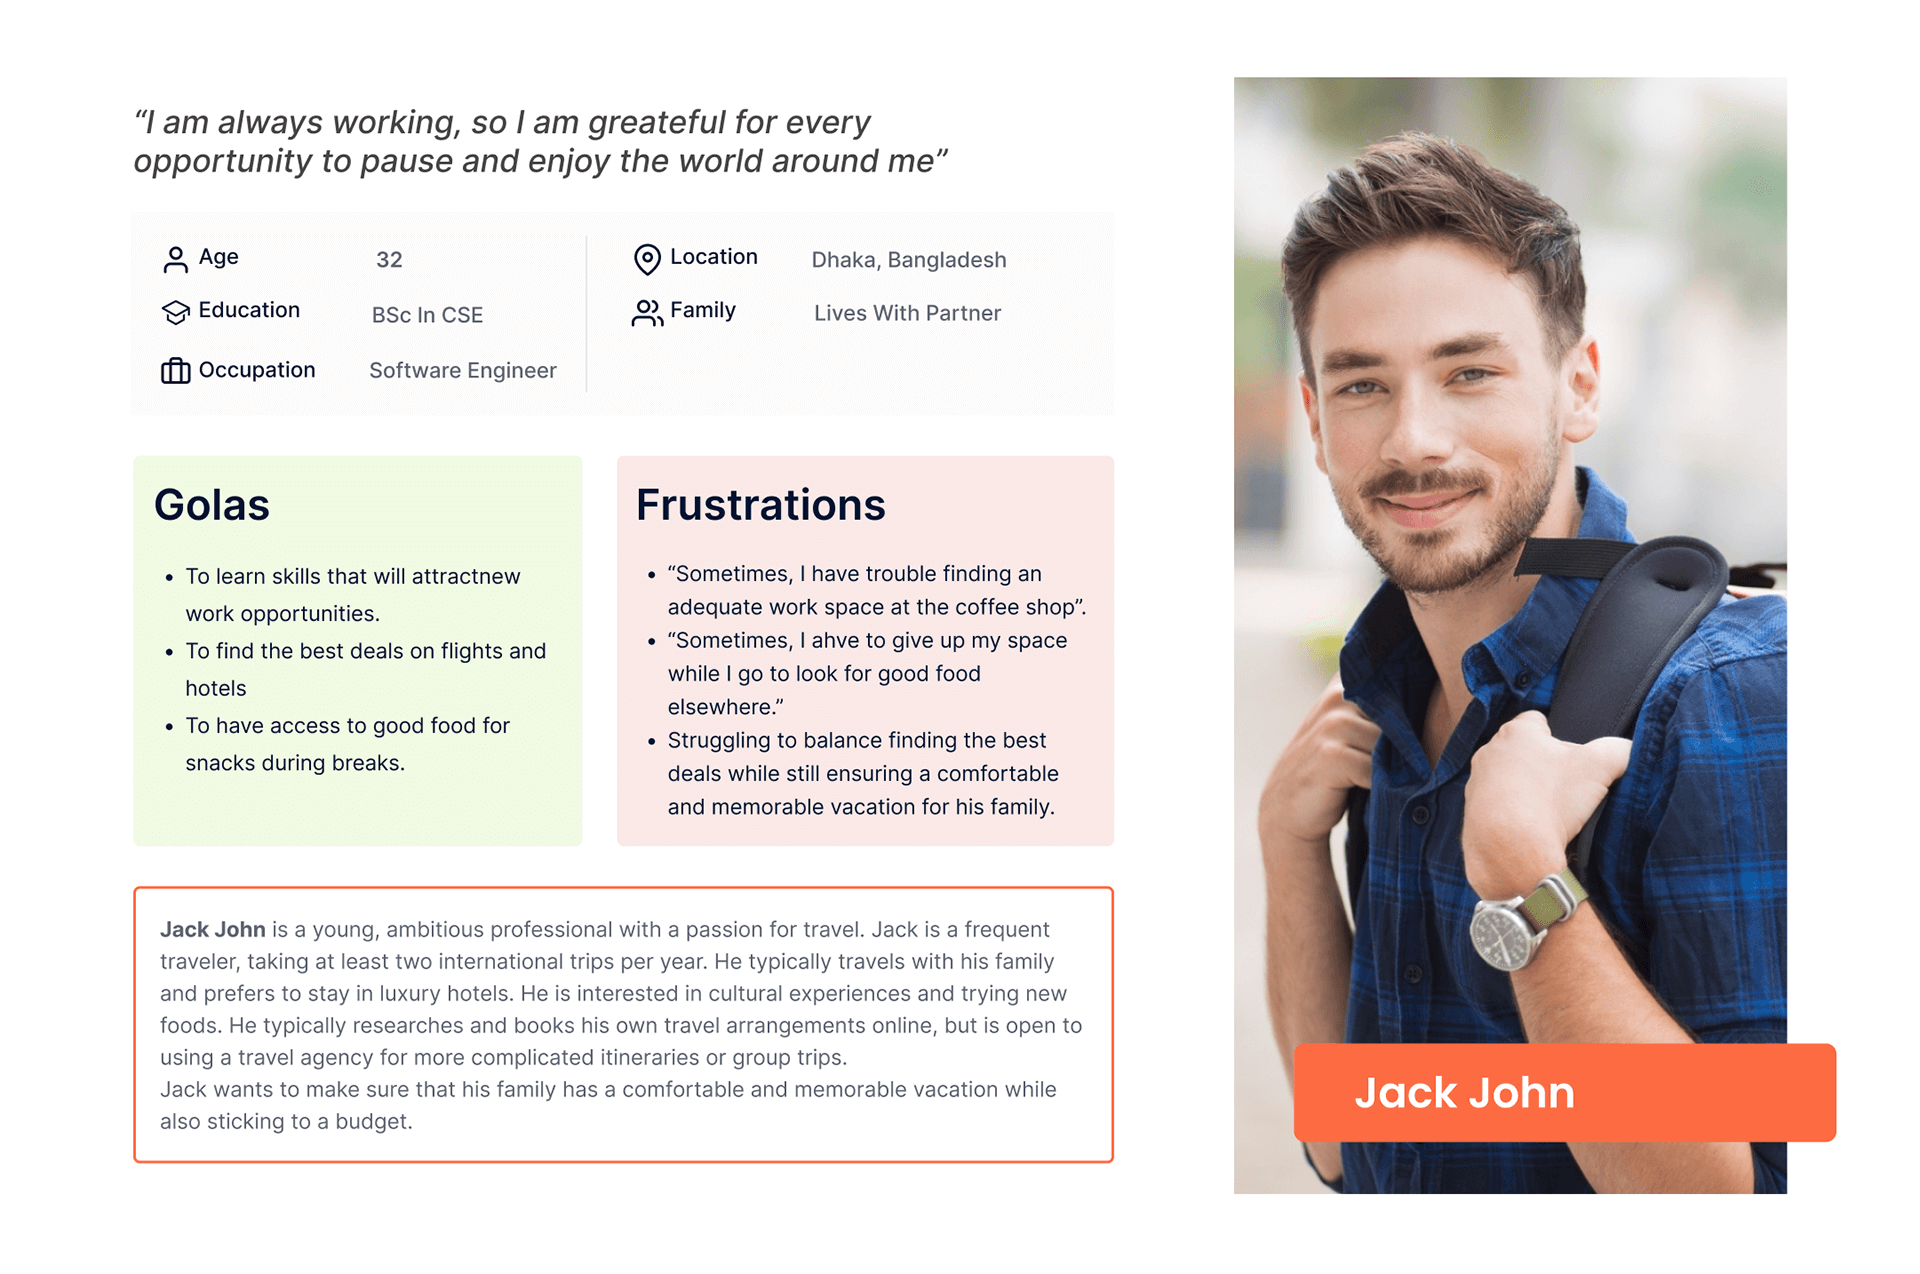 “I am always working, so I am greateful for every
opportunity to pause and enjoy the world around me”
Age 32
Education BSc In CSE
Occupation Software Engineer
Location Dhaka, Bangladesh
Family Lives With Partner
Golas
• To learn skills that will attractnew
work opportunities.
• To find the best deals on flights and
hotels
• To have access to good food for
snacks during breaks.
Frustrations
• “Sometimes, I have trouble finding an
adequate work space at the coffee shop”.
• “Sometimes, I ahve to give up my space
while I go to look for good food
elsewhere.”
• Struggling to balance finding the best
deals while still ensuring a comfortable
and memorable vacation for his family.
Jack John is a young, ambitious professional with a passion for travel. Jack is a frequent
traveler, taking at least two international trips per year. He typically travels with his family
and prefers to stay in luxury hotels. He is interested in cultural experiences and trying new
foods. He typically researches and books his own travel arrangements online, but is open to
using a travel agency for more complicated itineraries or group trips.
Jack wants to make sure that his family has a comfortable and memorable vacation while
also sticking to a budget.
Jack John